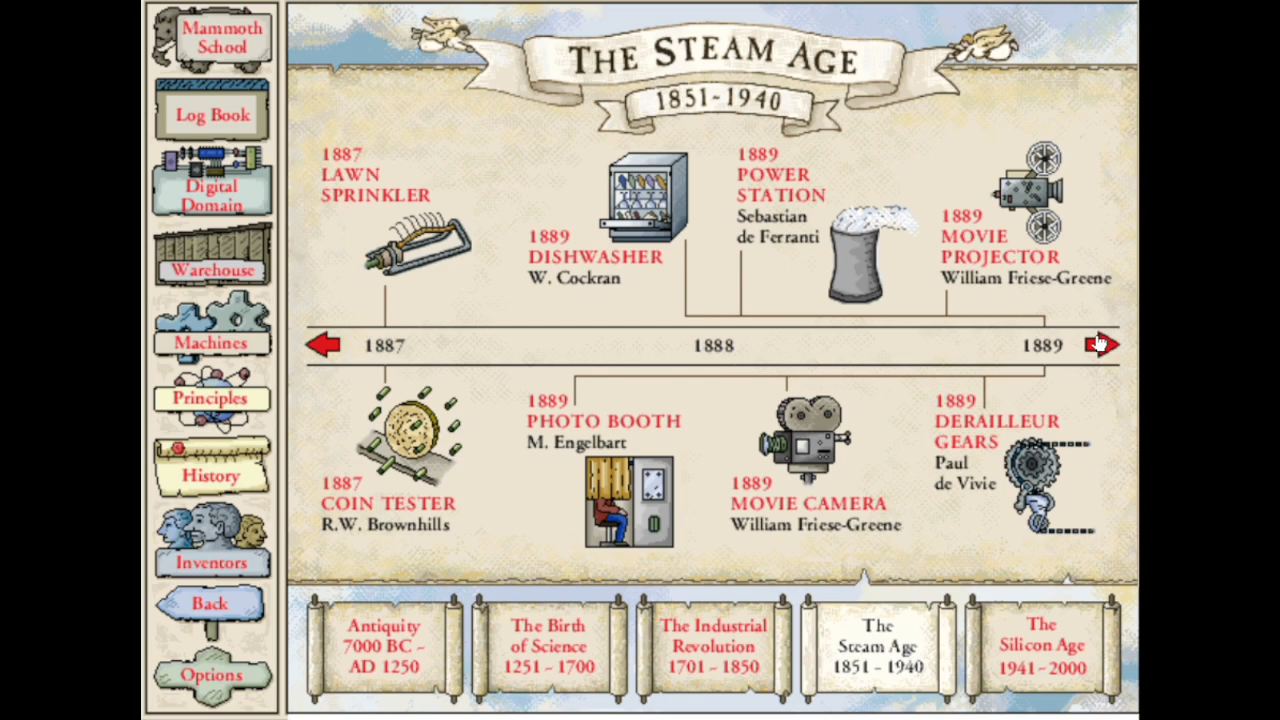 Mammoth
School
Log Book
Digital
Domain
Warehouse
Machines
Principles
History
Inventors
Back
Options
THE STEAM AGE
1851-1940
1887
LAWN
SPRINKLER
1889
DISHWASHER
W. Cockran
1889
POWER
STATION
Sebastian
de Ferranti
1889
MOVIE
PROJECTOR
William Friese-Greene
1887
1888
1889
1887
COIN TESTER
R.W. Brownhills
1889
PHOTO BOOTH
M. Engelbart
1889
MOVIE CAMERA
William Friese-Greene
1889
DERAILLEUR
GEARS
Paul
de Vivie
Antiquity
7000 BC ~
AD 1250
The Birth
of Science
1251 ~ 1700
The Industrial
Revolution
1701 ~ 1850
The
Steam Age
1851 ~ 1940
The
Silicon Age
1941 ~ 2000